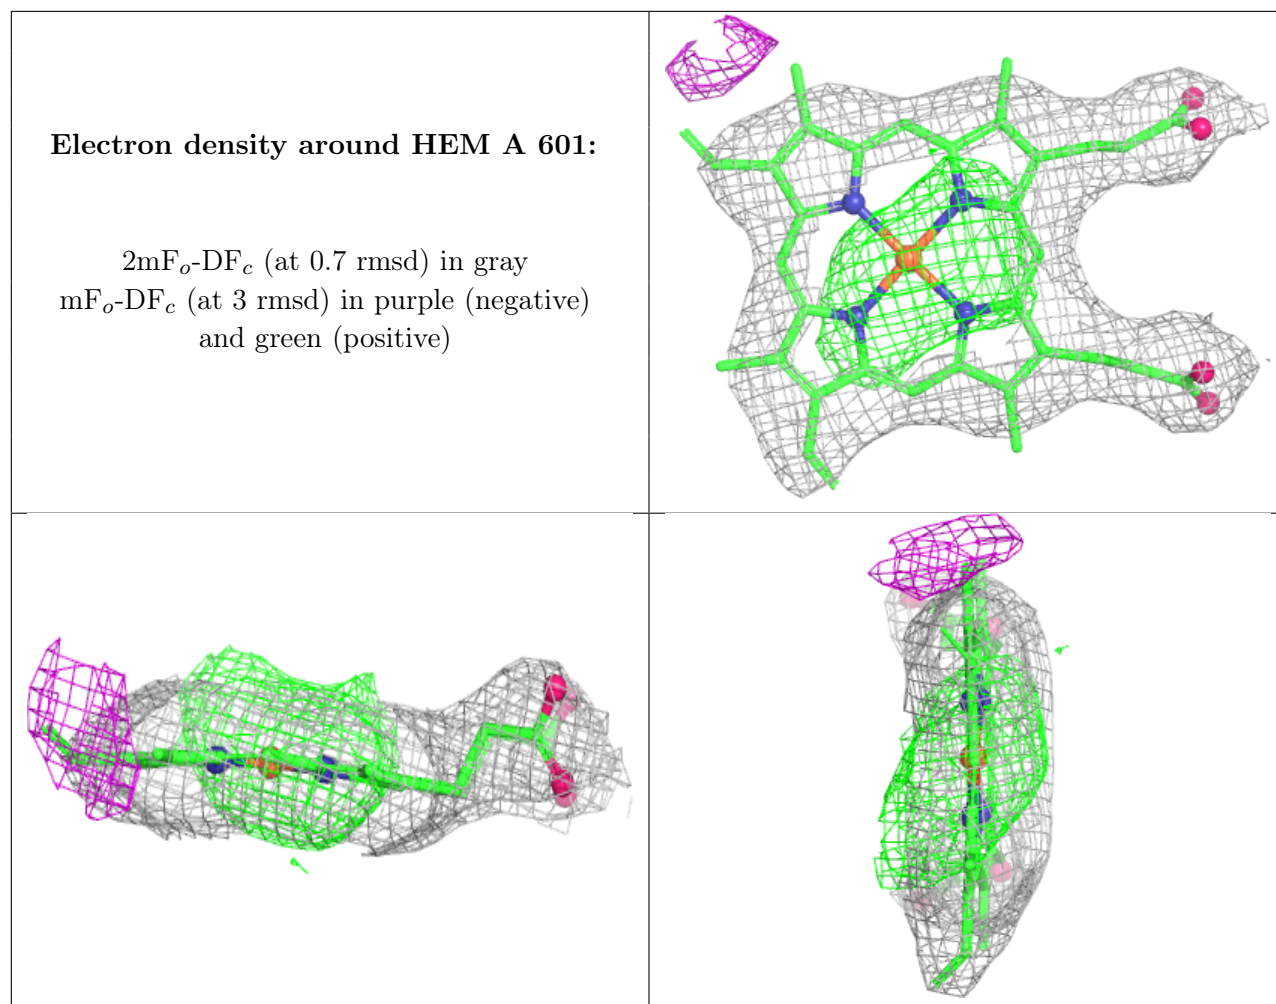 Electron density around HEM A 601:
2mFo-DFc (at 0.7 rmsd) in gray
mFo-DFc (at 3 rmsd) in purple (negative)
and green (positive)